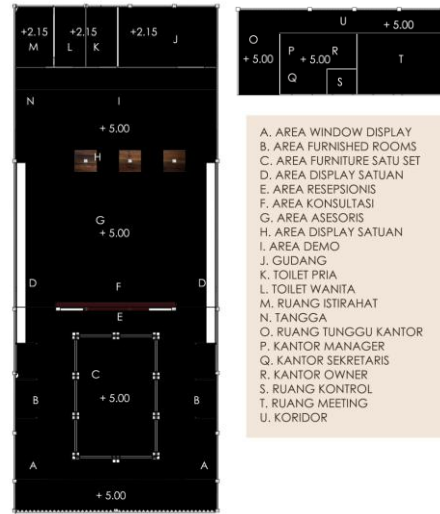 +2.15 +2.15 +2.15
M L K J
N I
+ 5.00
H
G
+ 5.00
D F D
E
C
+ 5.00
B B
A A
+ 5.00
U + 5.00
O P R T
+ 5.00 + 5.00
Q S
A. AREA WINDOW DISPLAY
B. AREA FURNISHED ROOMS
C. AREA FURNITURE SATU SET
D. AREA DISPLAY SATUAN
E. AREA RESEPSIONIS
F. AREA KONSULTASI
G. AREA ASESORIS
H. AREA DISPLAY SATUAN
I. AREA DEMO
J. GUDANG
K. TOILET PRIA
L. TOILET WANITA
M. RUANG ISTIRAHAT
N. TANGGA
O. RUANG TUNGGU KANTOR
P. KANTOR MANAGER
Q. KANTOR SEKRETARIS
R. KANTOR OWNER
S. RUANG KONTROL
T. RUANG MEETING
U. KORIDOR